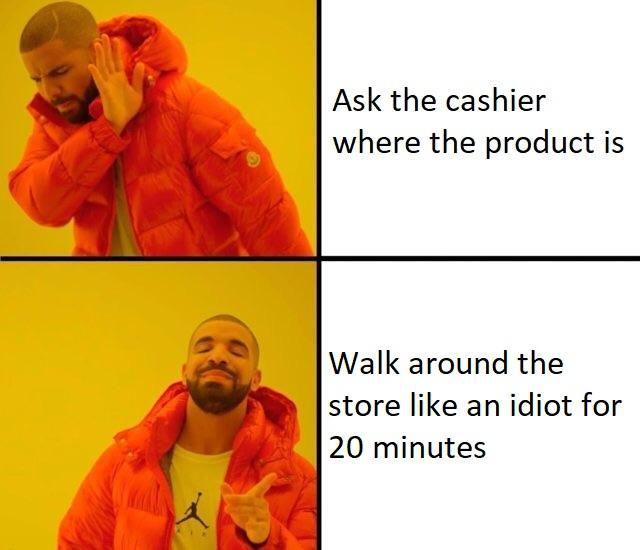 Ask the cashier
where the product is
Walk around the
store like an idiot for
20 minutes